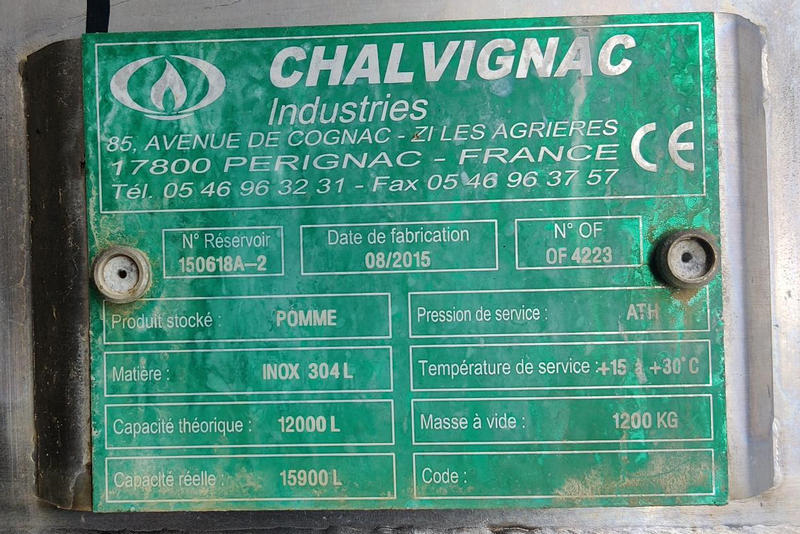 CHALVIGNAC
Industries
85, AVENUE DE COGNAC - ZI LES AGRIERES
17800 PERIGNAC - FRANCE
Tél. 05 46 96 32 31 - Fax 05 46 96 37 57
CE
N° Réservoir
150618A-2
Date de fabrication
08/2015
N° OF
OF 4223
Produit stocké : POMME
Pression de service : ATH
Matière : INOX 304 L
Température de service : +15 à +30°C
Capacité théorique : 12000 L
Masse à vide : 1200 KG
Capacité réelle : 15900 L
Code :